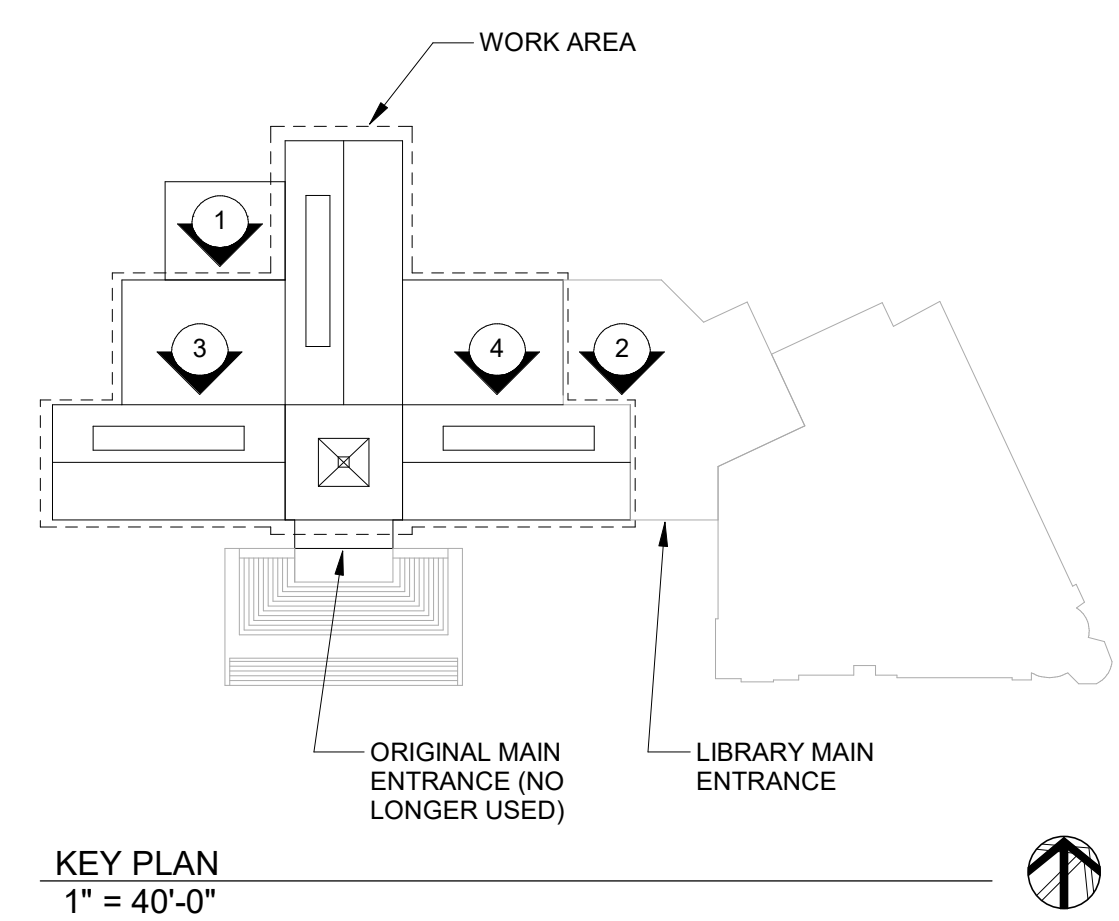 WORK AREA
1
3
4
2
ORIGINAL MAIN
ENTRANCE (NO
LONGER USED)
LIBRARY MAIN
ENTRANCE
KEY PLAN
1" = 40'-0"